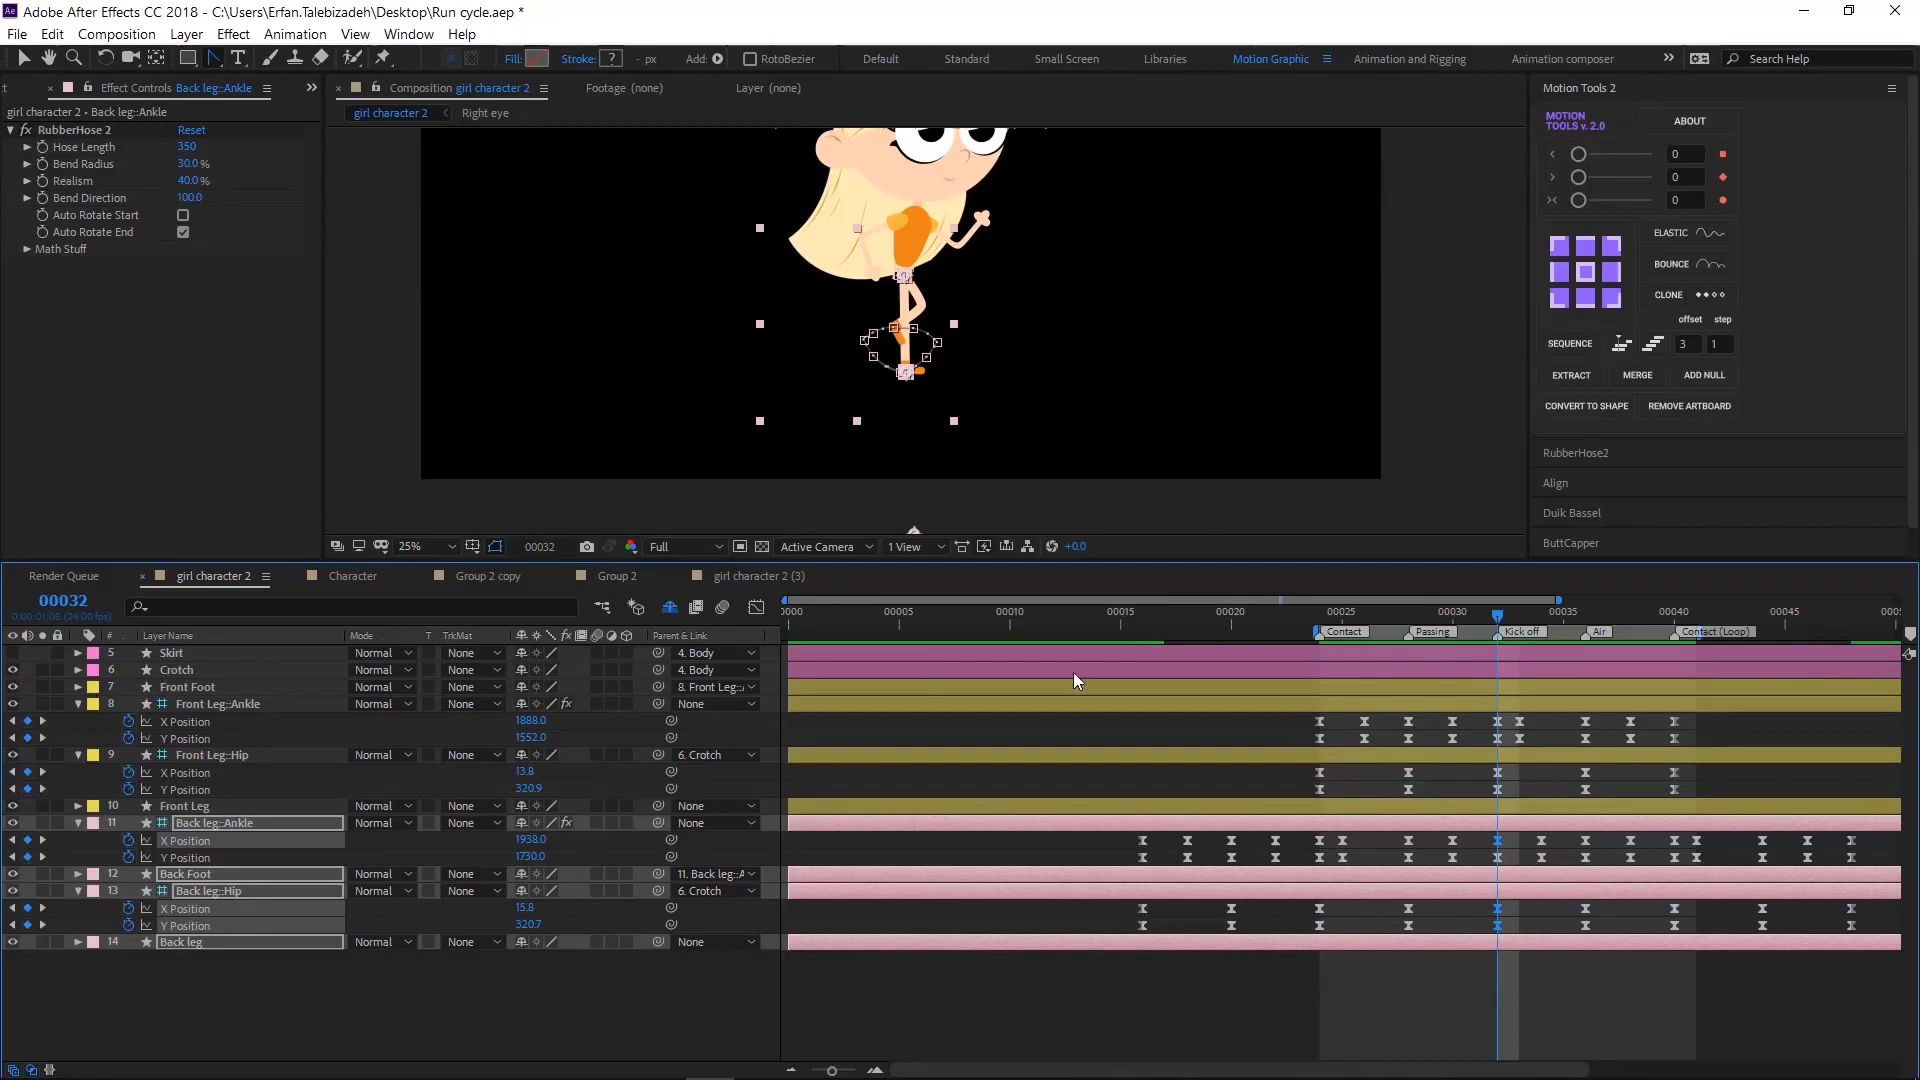 Ae Adobe After Effects CC 2018 - C:\Users\Erfan.Talebizadeh\Desktop\Run cycle.aep *
File Edit Composition Layer Effect Animation View Window Help
Fill: Stroke: ? - px Add: RotoBezier Default Standard Small Screen Libraries Motion Graphic Animation and Rigging Animation composer Search Help
Effect Controls Back leg::Ankle
girl character 2 • Back leg::Ankle
fx RubberHose 2 Reset
Hose Length 350
Bend Radius 30.0 %
Realism 40.0 %
Bend Direction 100.0
Auto Rotate Start
Auto Rotate End
Math Stuff
Composition girl character 2 Footage (none) Layer (none)
girl character 2 Right eye
25% 00032 Full Active Camera 1 View +0.0
Motion Tools 2
MOTION TOOLS v. 2.0 ABOUT
0
0
0
ELASTIC
BOUNCE
CLONE
offset step
SEQUENCE 3 1
EXTRACT MERGE ADD NULL
CONVERT TO SHAPE REMOVE ARTBOARD
RubberHose2
Align
Duik Bassel
ButtCapper
Render Queue girl character 2 Character Group 2 copy Group 2 girl character 2 (3)
00032
0:00:01:08 (24.00 fps)
0000 00005 00010 00015 00020 00025 00030 00035 00040 00045
Contact Passing Kick off Air Contact (Loop)
# Layer Name Mode T TrkMat Parent & Link
5 Skirt Normal None 4. Body
6 Crotch Normal None 4. Body
7 Front Foot Normal None 8. Front Leg::
8 Front Leg::Ankle Normal None fx None
X Position 1888.0
Y Position 1552.0
9 Front Leg::Hip Normal None 6. Crotch
X Position 13.8
Y Position 320.9
10 Front Leg Normal None None
11 Back leg::Ankle Normal None fx None
X Position 1938.0
Y Position 1730.0
12 Back Foot Normal None 11. Back leg::A
13 Back leg::Hip Normal None 6. Crotch
X Position 15.8
Y Position 320.7
14 Back leg Normal None None